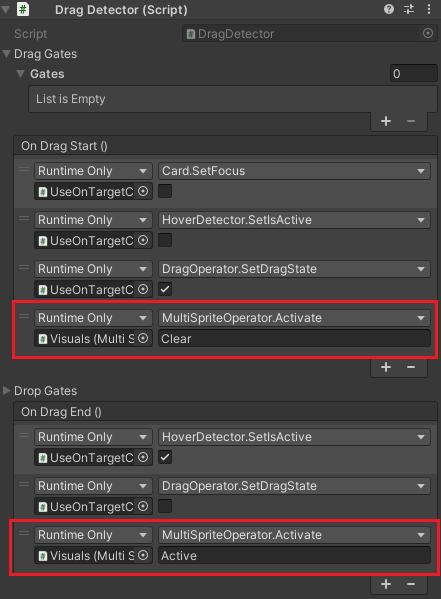 Drag Detector (Script)
Script DragDetector
Drag Gates
Gates 0
List is Empty
On Drag Start ()
Runtime Only Card.SetFocus
UseOnTargetC
Runtime Only HoverDetector.SetIsActive
UseOnTargetC
Runtime Only DragOperator.SetDragState
UseOnTargetC
Runtime Only MultiSpriteOperator.Activate
Visuals (Multi S Clear
Drop Gates
On Drag End ()
Runtime Only HoverDetector.SetIsActive
UseOnTargetC
Runtime Only DragOperator.SetDragState
UseOnTargetC
Runtime Only MultiSpriteOperator.Activate
Visuals (Multi S Active